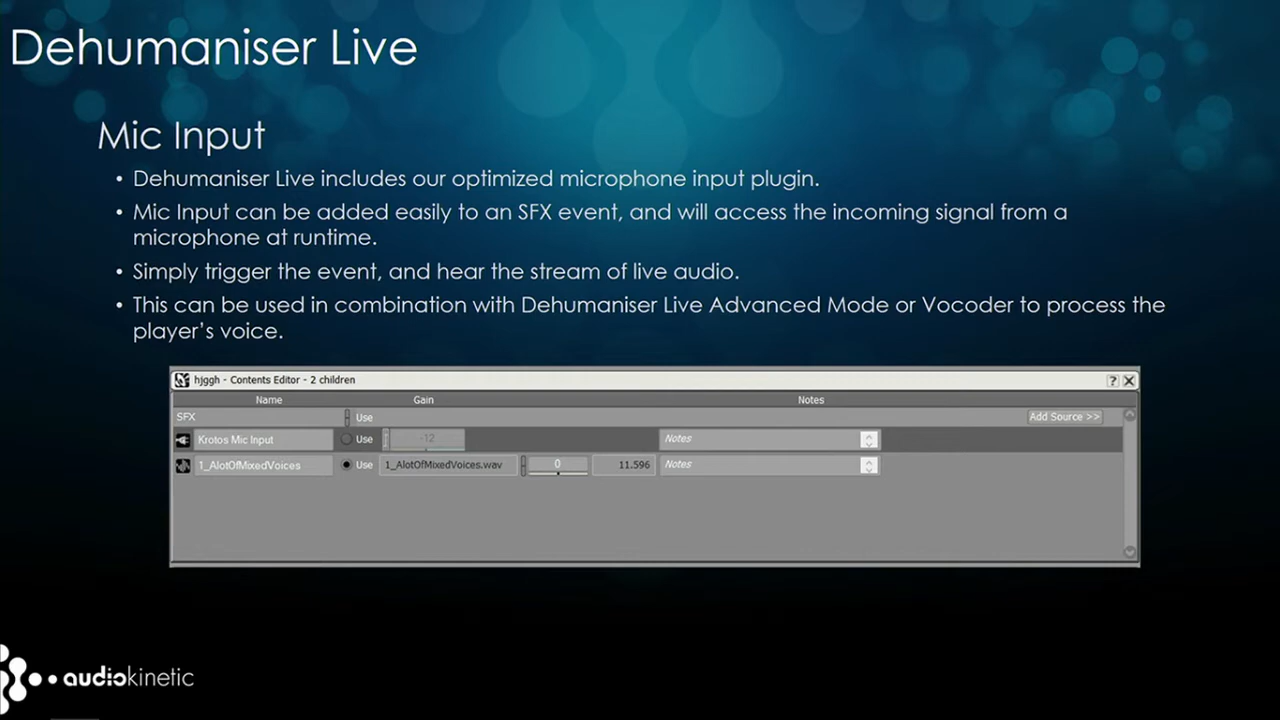 Dehumaniser Live
Mic Input
• Dehumaniser Live includes our optimized microphone input plugin.
• Mic Input can be added easily to an SFX event, and will access the incoming signal from a
microphone at runtime.
• Simply trigger the event, and hear the stream of live audio.
• This can be used in combination with Dehumaniser Live Advanced Mode or Vocoder to process the
player's voice.
hjggh - Contents Editor - 2 children
Name Gain Notes
SFX Use Add Source >>
Krotos Mic Input Use -12 Notes
1_AlotOfMixedVoices Use 1_AlotOfMixedVoices.wav 0 11.596 Notes
audiokinetic